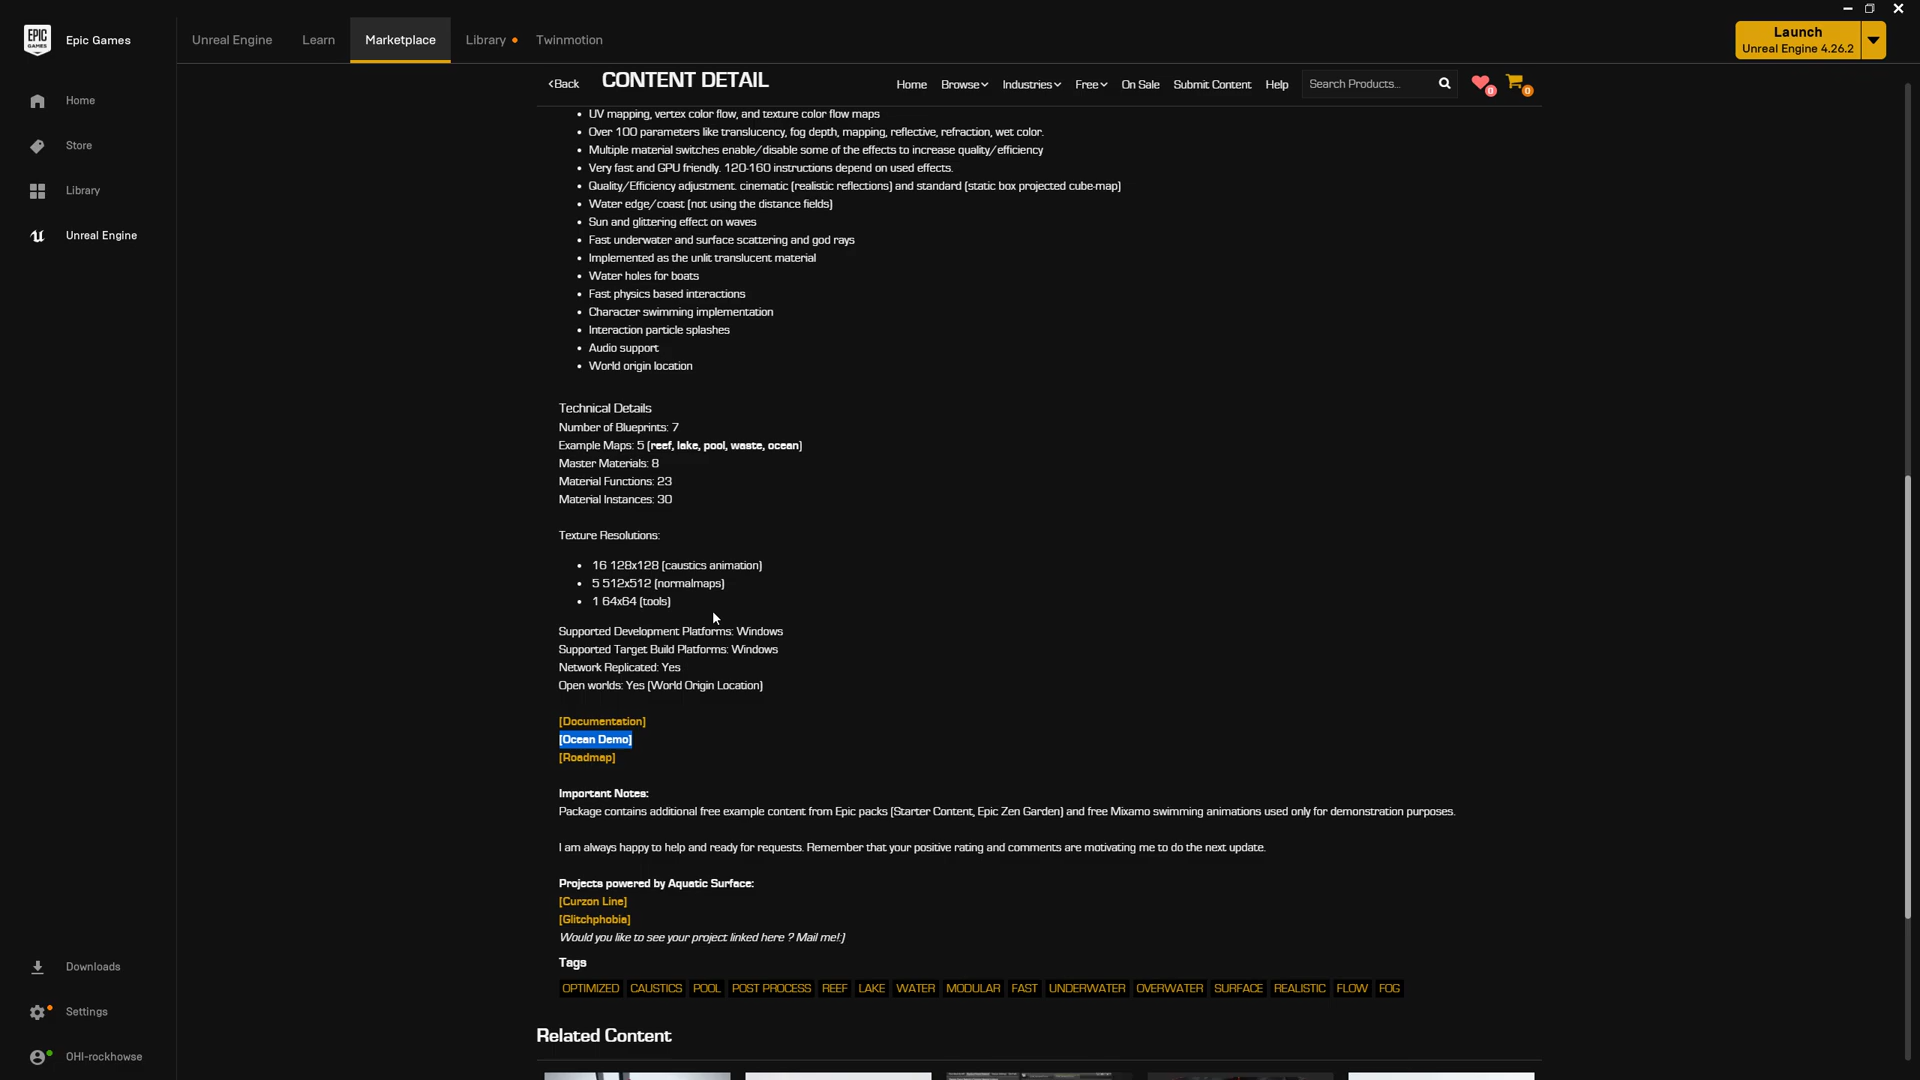 EPIC GAMES
Epic Games
Unreal Engine
Learn
Marketplace
Library
Twinmotion
Launch
Unreal Engine 4.26.2
Home
Store
Library
Unreal Engine
Downloads
Settings
OHI-rockhowse
Back
CONTENT DETAIL
Home
Browse
Industries
Free
On Sale
Submit Content
Help
Search Products...
0
0
• UV mapping, vertex color flow, and texture color flow maps
• Over 100 parameters like translucency, fog depth, mapping, reflective, refraction, wet color.
• Multiple material switches enable/disable some of the effects to increase quality/efficiency
• Very fast and GPU friendly. 120-160 instructions depend on used effects.
• Quality/Efficiency adjustment. cinematic (realistic reflections) and standard (static box projected cube-map)
• Water edge/coast (not using the distance fields)
• Sun and glittering effect on waves
• Fast underwater and surface scattering and god rays
• Implemented as the unlit translucent material
• Water holes for boats
• Fast physics based interactions
• Character swimming implementation
• Interaction particle splashes
• Audio support
• World origin location
Technical Details
Number of Blueprints: 7
Example Maps: 5 (reef, lake, pool, waste, ocean)
Master Materials: 8
Material Functions: 23
Material Instances: 30
Texture Resolutions:
• 16 128x128 (caustics animation)
• 5 512x512 (normalmaps)
• 1 64x64 (tools)
Supported Development Platforms: Windows
Supported Target Build Platforms: Windows
Network Replicated: Yes
Open worlds: Yes (World Origin Location)
[Documentation]
[Ocean Demo]
[Roadmap]
Important Notes:
Package contains additional free example content from Epic packs (Starter Content, Epic Zen Garden) and free Mixamo swimming animations used only for demonstration purposes.
I am always happy to help and ready for requests. Remember that your positive rating and comments are motivating me to do the next update.
Projects powered by Aquatic Surface:
[Curzon Line]
[Glitchphobia]
Would you like to see your project linked here ? Mail me!:)
Tags
OPTIMIZED CAUSTICS POOL POST PROCESS REEF LAKE WATER MODULAR FAST UNDERWATER OVERWATER SURFACE REALISTIC FLOW FOG
Related Content